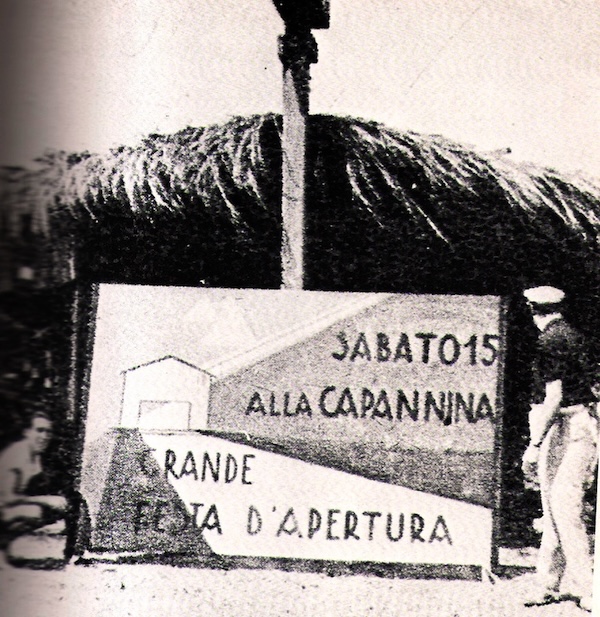 SABATO 15
ALLA CAPANNINA
GRANDE
FESTA D'APERTURA